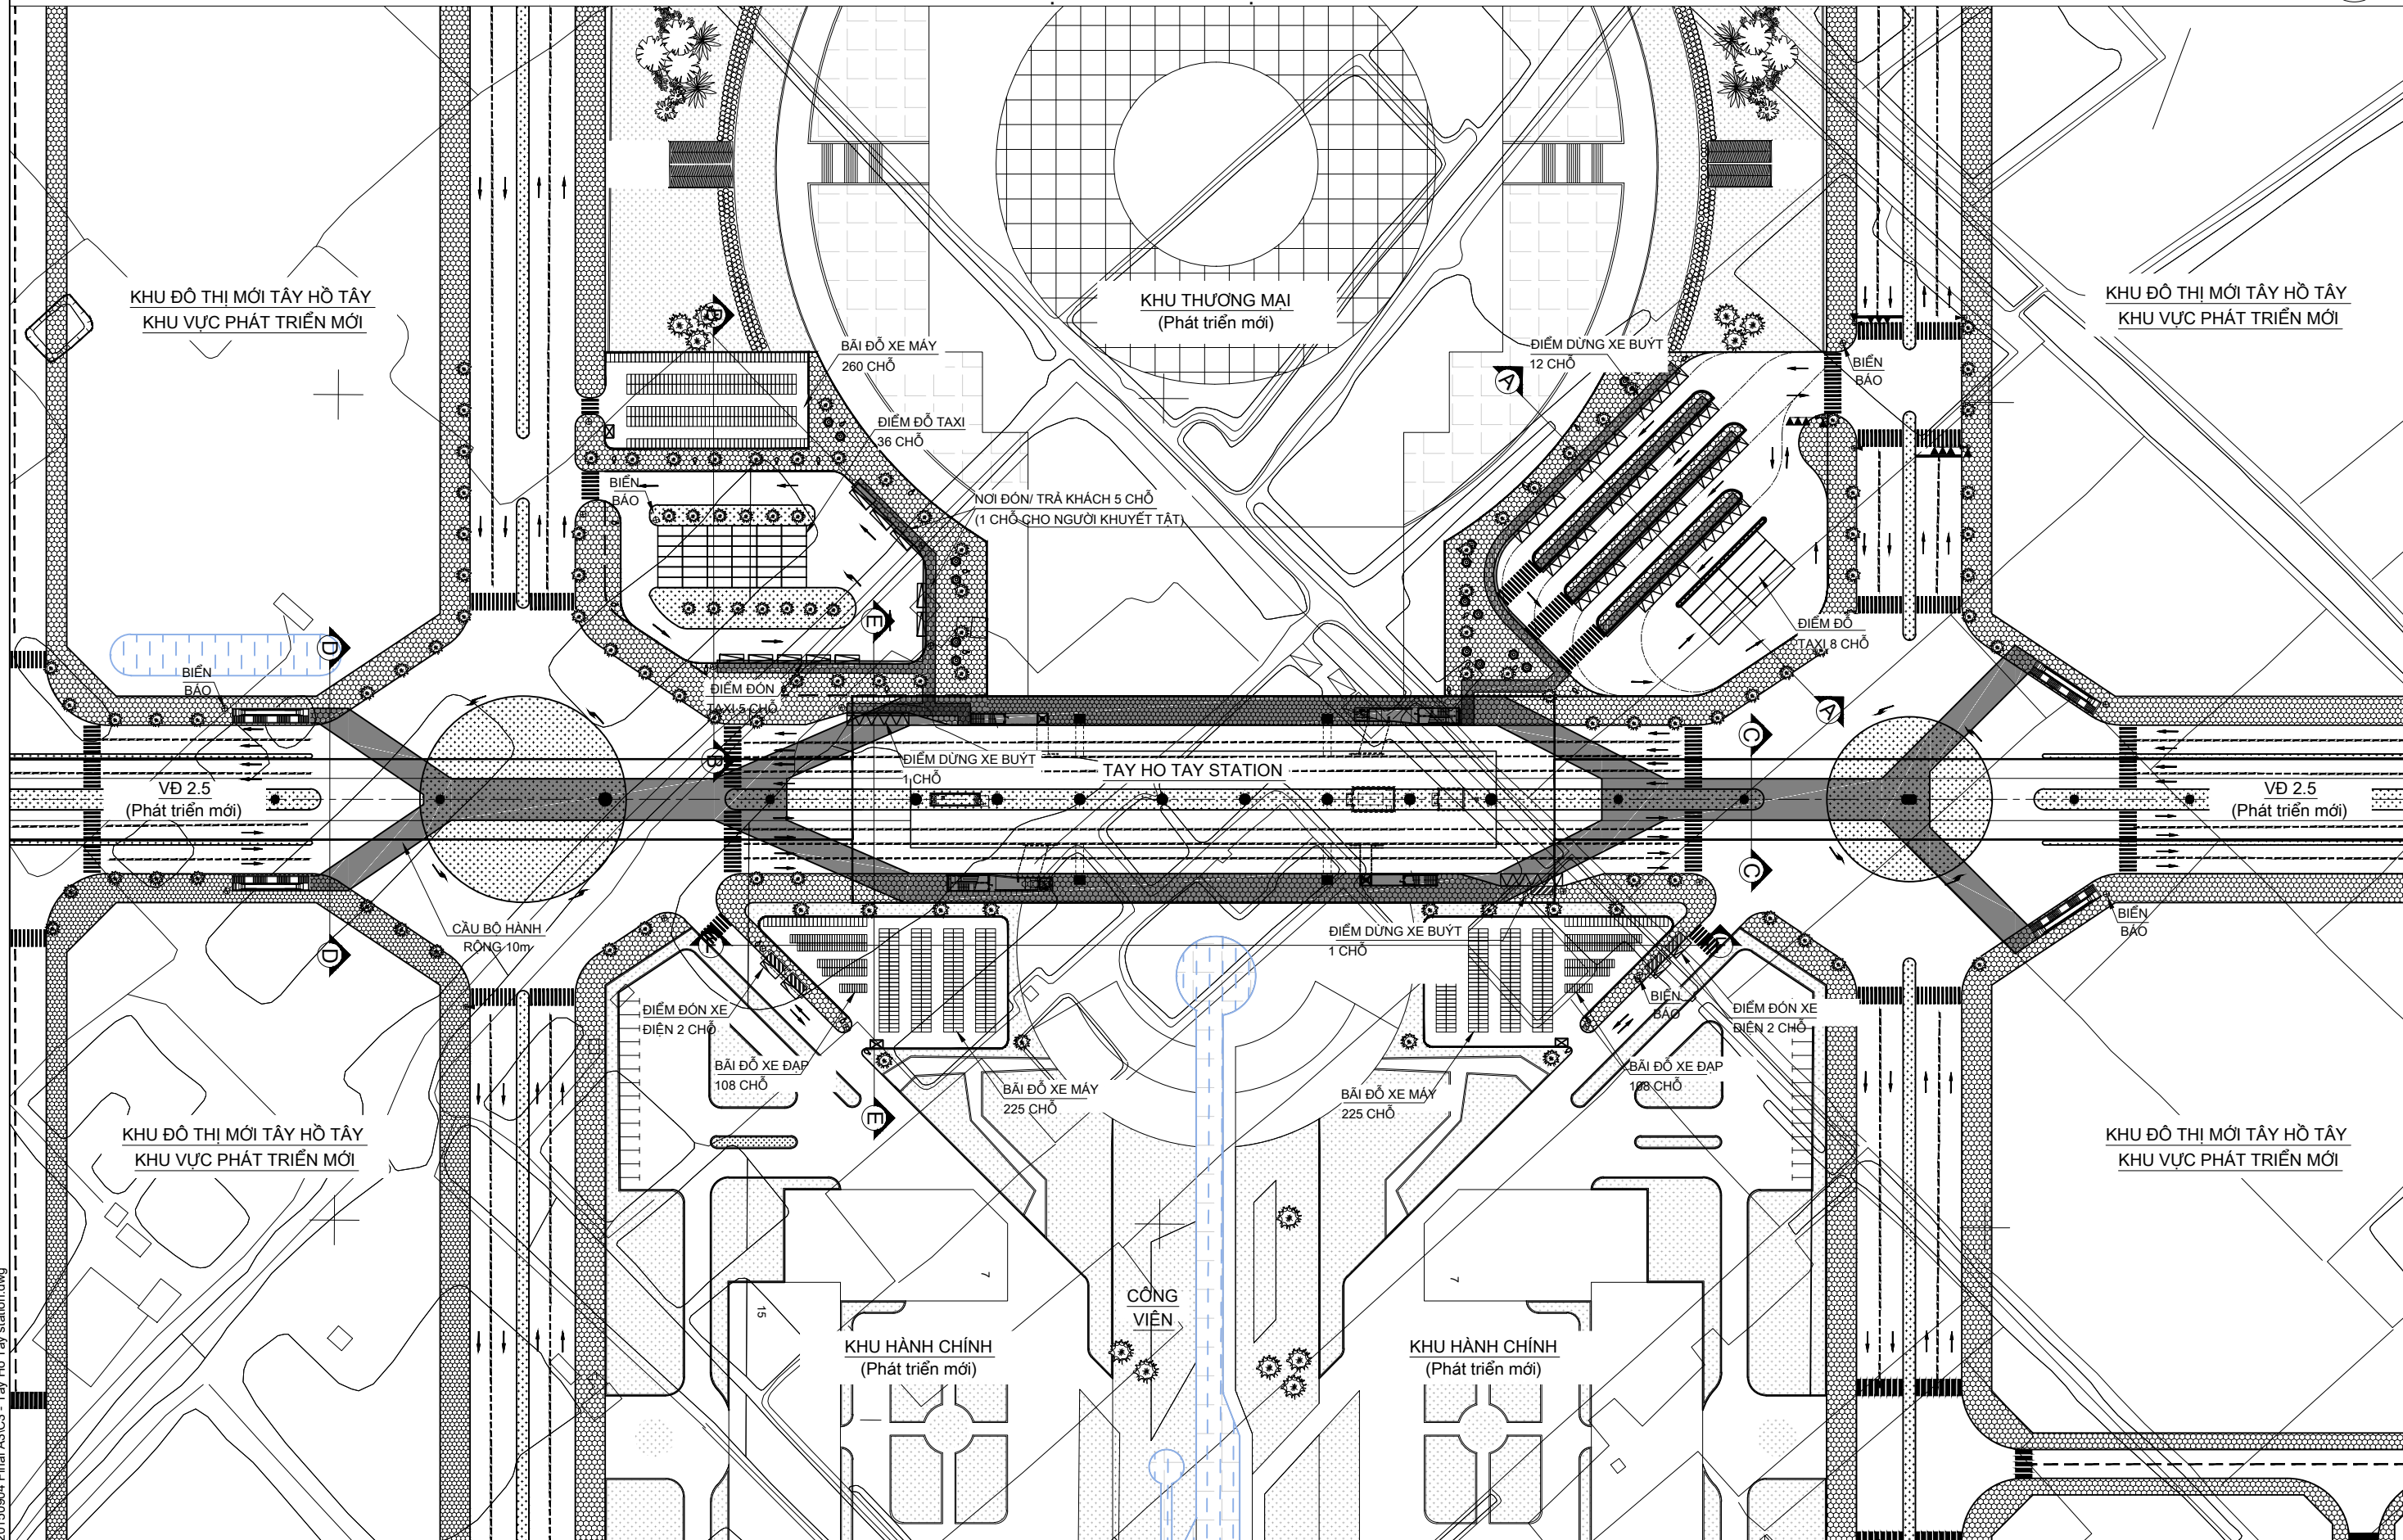 KHU ĐÔ THỊ MỚI TÂY HỒ TÂY
KHU VỰC PHÁT TRIỂN MỚI
KHU THƯƠNG MẠI
(Phát triển mới)
KHU ĐÔ THỊ MỚI TÂY HỒ TÂY
KHU VỰC PHÁT TRIỂN MỚI
B
BÃI ĐỖ XE MÁY
260 CHỖ
ĐIỂM DỪNG XE BUÝT
12 CHỖ
A
BIỂN
BÁO
ĐIỂM ĐỖ TAXI
36 CHỖ
BIỂN
BÁO
NƠI ĐÓN/ TRẢ KHÁCH 5 CHỖ
(1 CHỖ CHO NGƯỜI KHUYẾT TẬT)
E
D
ĐIỂM ĐỖ
TAXI 8 CHỖ
BIỂN
BÁO
ĐIỂM ĐÓN
TAXI 5 CHỖ
A
C
B
ĐIỂM DỪNG XE BUÝT
1 CHỖ
TAY HO TAY STATION
VĐ 2.5
(Phát triển mới)
VĐ 2.5
(Phát triển mới)
C
CẦU BỘ HÀNH
RỘNG 10m
D
ĐIỂM DỪNG XE BUÝT
1 CHỖ
BIỂN
BÁO
ĐIỂM ĐÓN XE
ĐIỆN 2 CHỖ
BIỂN
BÁO
ĐIỂM ĐÓN XE
ĐIỆN 2 CHỖ
BÃI ĐỖ XE ĐẠP
108 CHỖ
BÃI ĐỖ XE MÁY
225 CHỖ
BÃI ĐỖ XE MÁY
225 CHỖ
BÃI ĐỖ XE ĐẠP
108 CHỖ
E
KHU ĐÔ THỊ MỚI TÂY HỒ TÂY
KHU VỰC PHÁT TRIỂN MỚI
KHU ĐÔ THỊ MỚI TÂY HỒ TÂY
KHU VỰC PHÁT TRIỂN MỚI
7
7
15
CÔNG
VIÊN
KHU HÀNH CHÍNH
(Phát triển mới)
KHU HÀNH CHÍNH
(Phát triển mới)